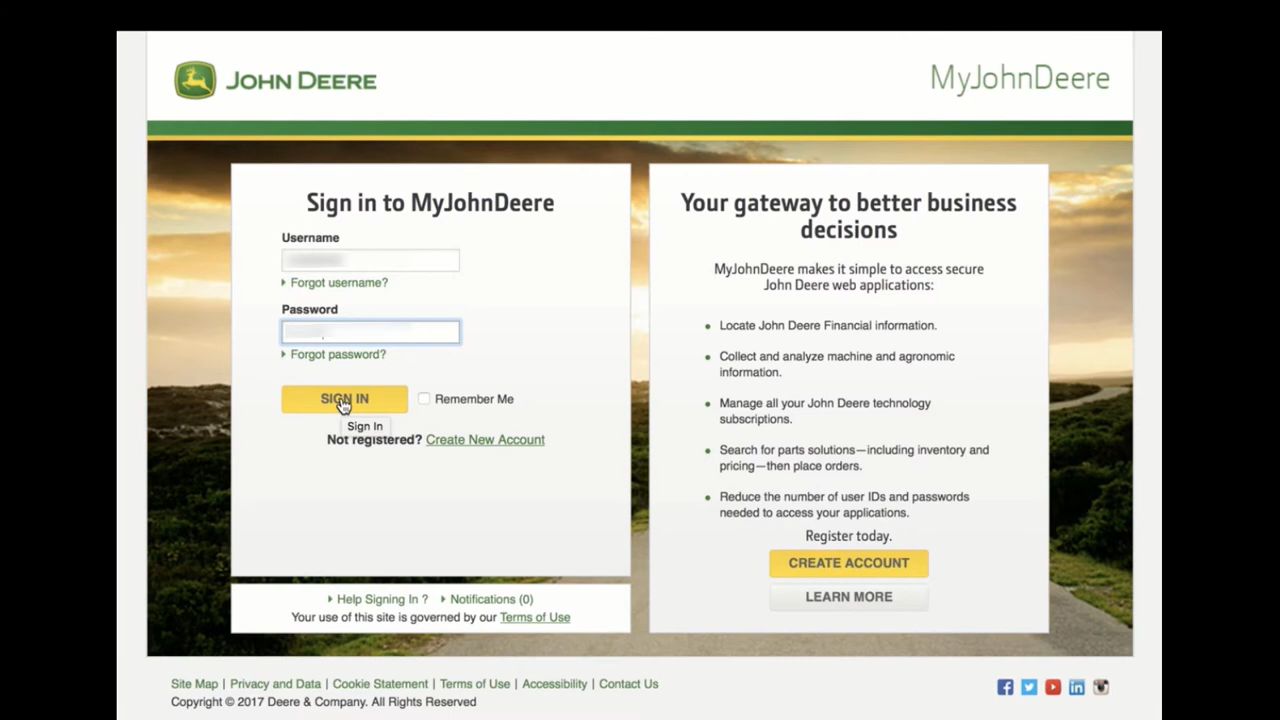 JOHN DEERE
MyJohnDeere
Sign in to MyJohnDeere
Username
Forgot username?
Password
Forgot password?
SIGN IN
Remember Me
Sign In
Not registered? Create New Account
Help Signing In ? Notifications (0)
Your use of this site is governed by our Terms of Use
Your gateway to better business
decisions
MyJohnDeere makes it simple to access secure
John Deere web applications:
Locate John Deere Financial information.
Collect and analyze machine and agronomic
information.
Manage all your John Deere technology
subscriptions.
Search for parts solutions—including inventory and
pricing—then place orders.
Reduce the number of user IDs and passwords
needed to access your applications.
Register today.
CREATE ACCOUNT
LEARN MORE
Site Map | Privacy and Data | Cookie Statement | Terms of Use | Accessibility | Contact Us
Copyright © 2017 Deere & Company. All Rights Reserved